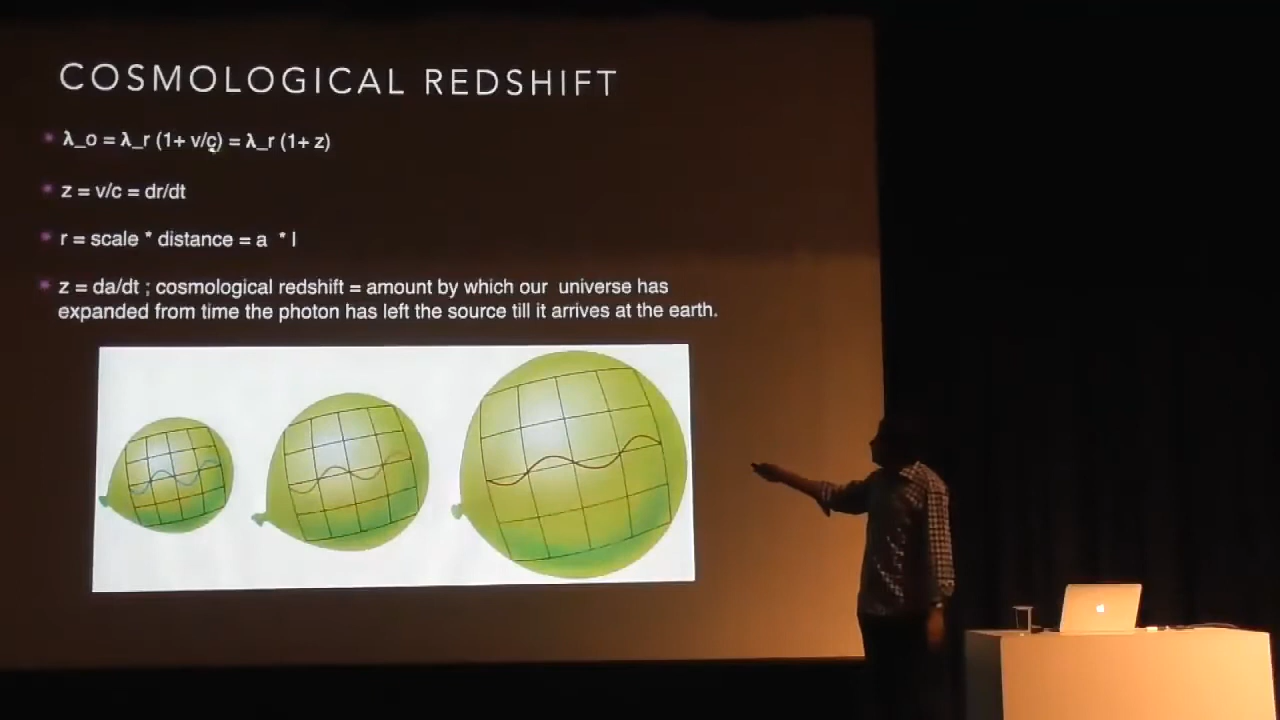 COSMOLOGICAL REDSHIFT
* λ_o = λ_r (1+ v/c) = λ_r (1+ z)
* z = v/c = dr/dt
* r = scale * distance = a * l
* z = da/dt ; cosmological redshift = amount by which our universe has
expanded from time the photon has left the source till it arrives at the earth.